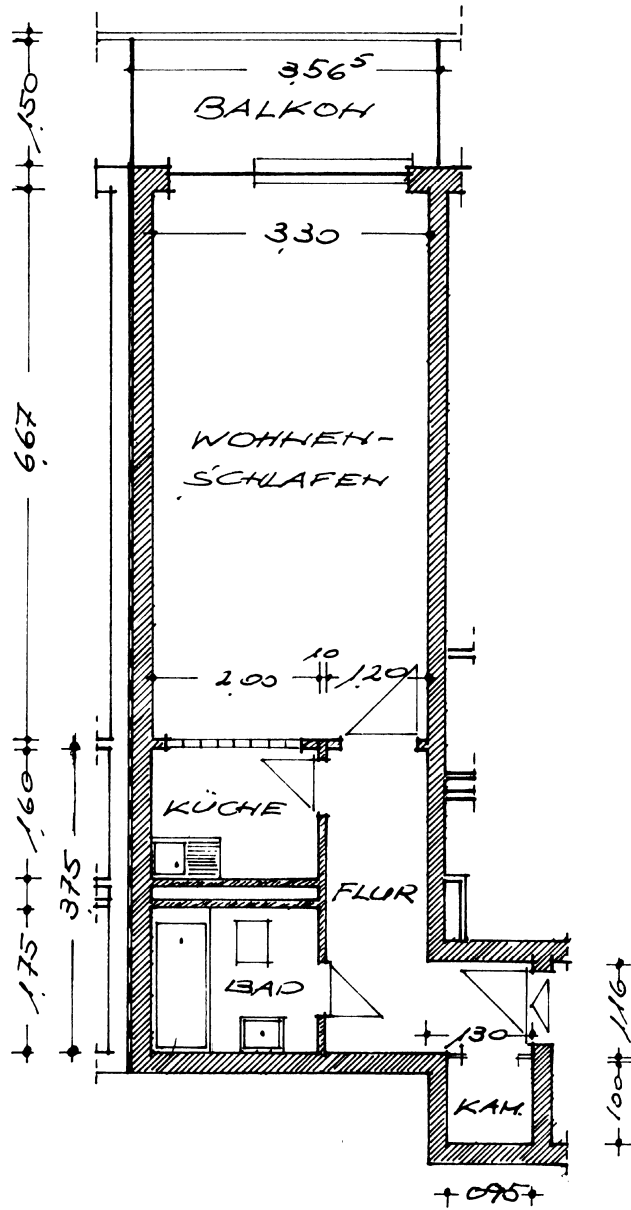 3,56⁵
BALKON
1,50
3,30
6,67
WOHNEN-
SCHLAFEN
10
2,00
1,20
KÜCHE
1,60
3,75
FLUR
BAD
1,75
1,30
1,16
KAM.
1,00
0,95